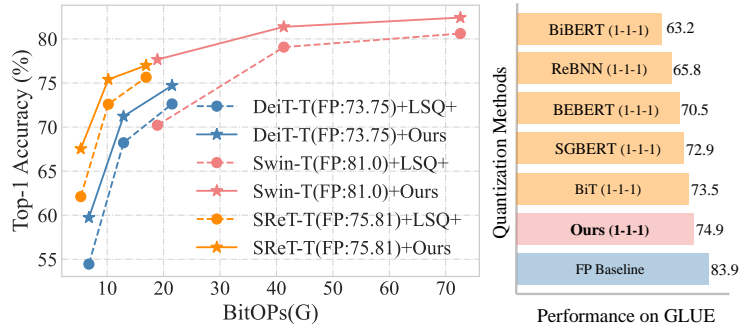 Top-1 Accuracy (%)
80
75
70
65
60
55
10
20
30
40
50
60
70
BitOPs(G)
DeiT-T(FP:73.75)+LSQ+
DeiT-T(FP:73.75)+Ours
Swin-T(FP:81.0)+LSQ+
Swin-T(FP:81.0)+Ours
SReT-T(FP:75.81)+LSQ+
SReT-T(FP:75.81)+Ours
Quantization Methods
BiBERT (1-1-1) 63.2
ReBNN (1-1-1) 65.8
BEBERT (1-1-1) 70.5
SGBERT (1-1-1) 72.9
BiT (1-1-1) 73.5
Ours (1-1-1) 74.9
FP Baseline 83.9
Performance on GLUE